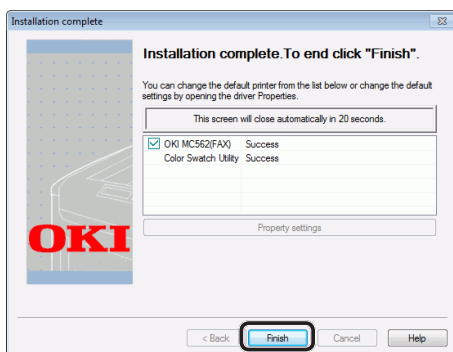 Installation complete
Installation complete.To end click "Finish".
You can change the default printer from the list below or change the default
settings by opening the driver Properties.
This screen will close automatically in 20 seconds.
OKI MC562(FAX) Success
Color Swatch Utility Success
Property settings
OKI
< Back Finish Cancel Help